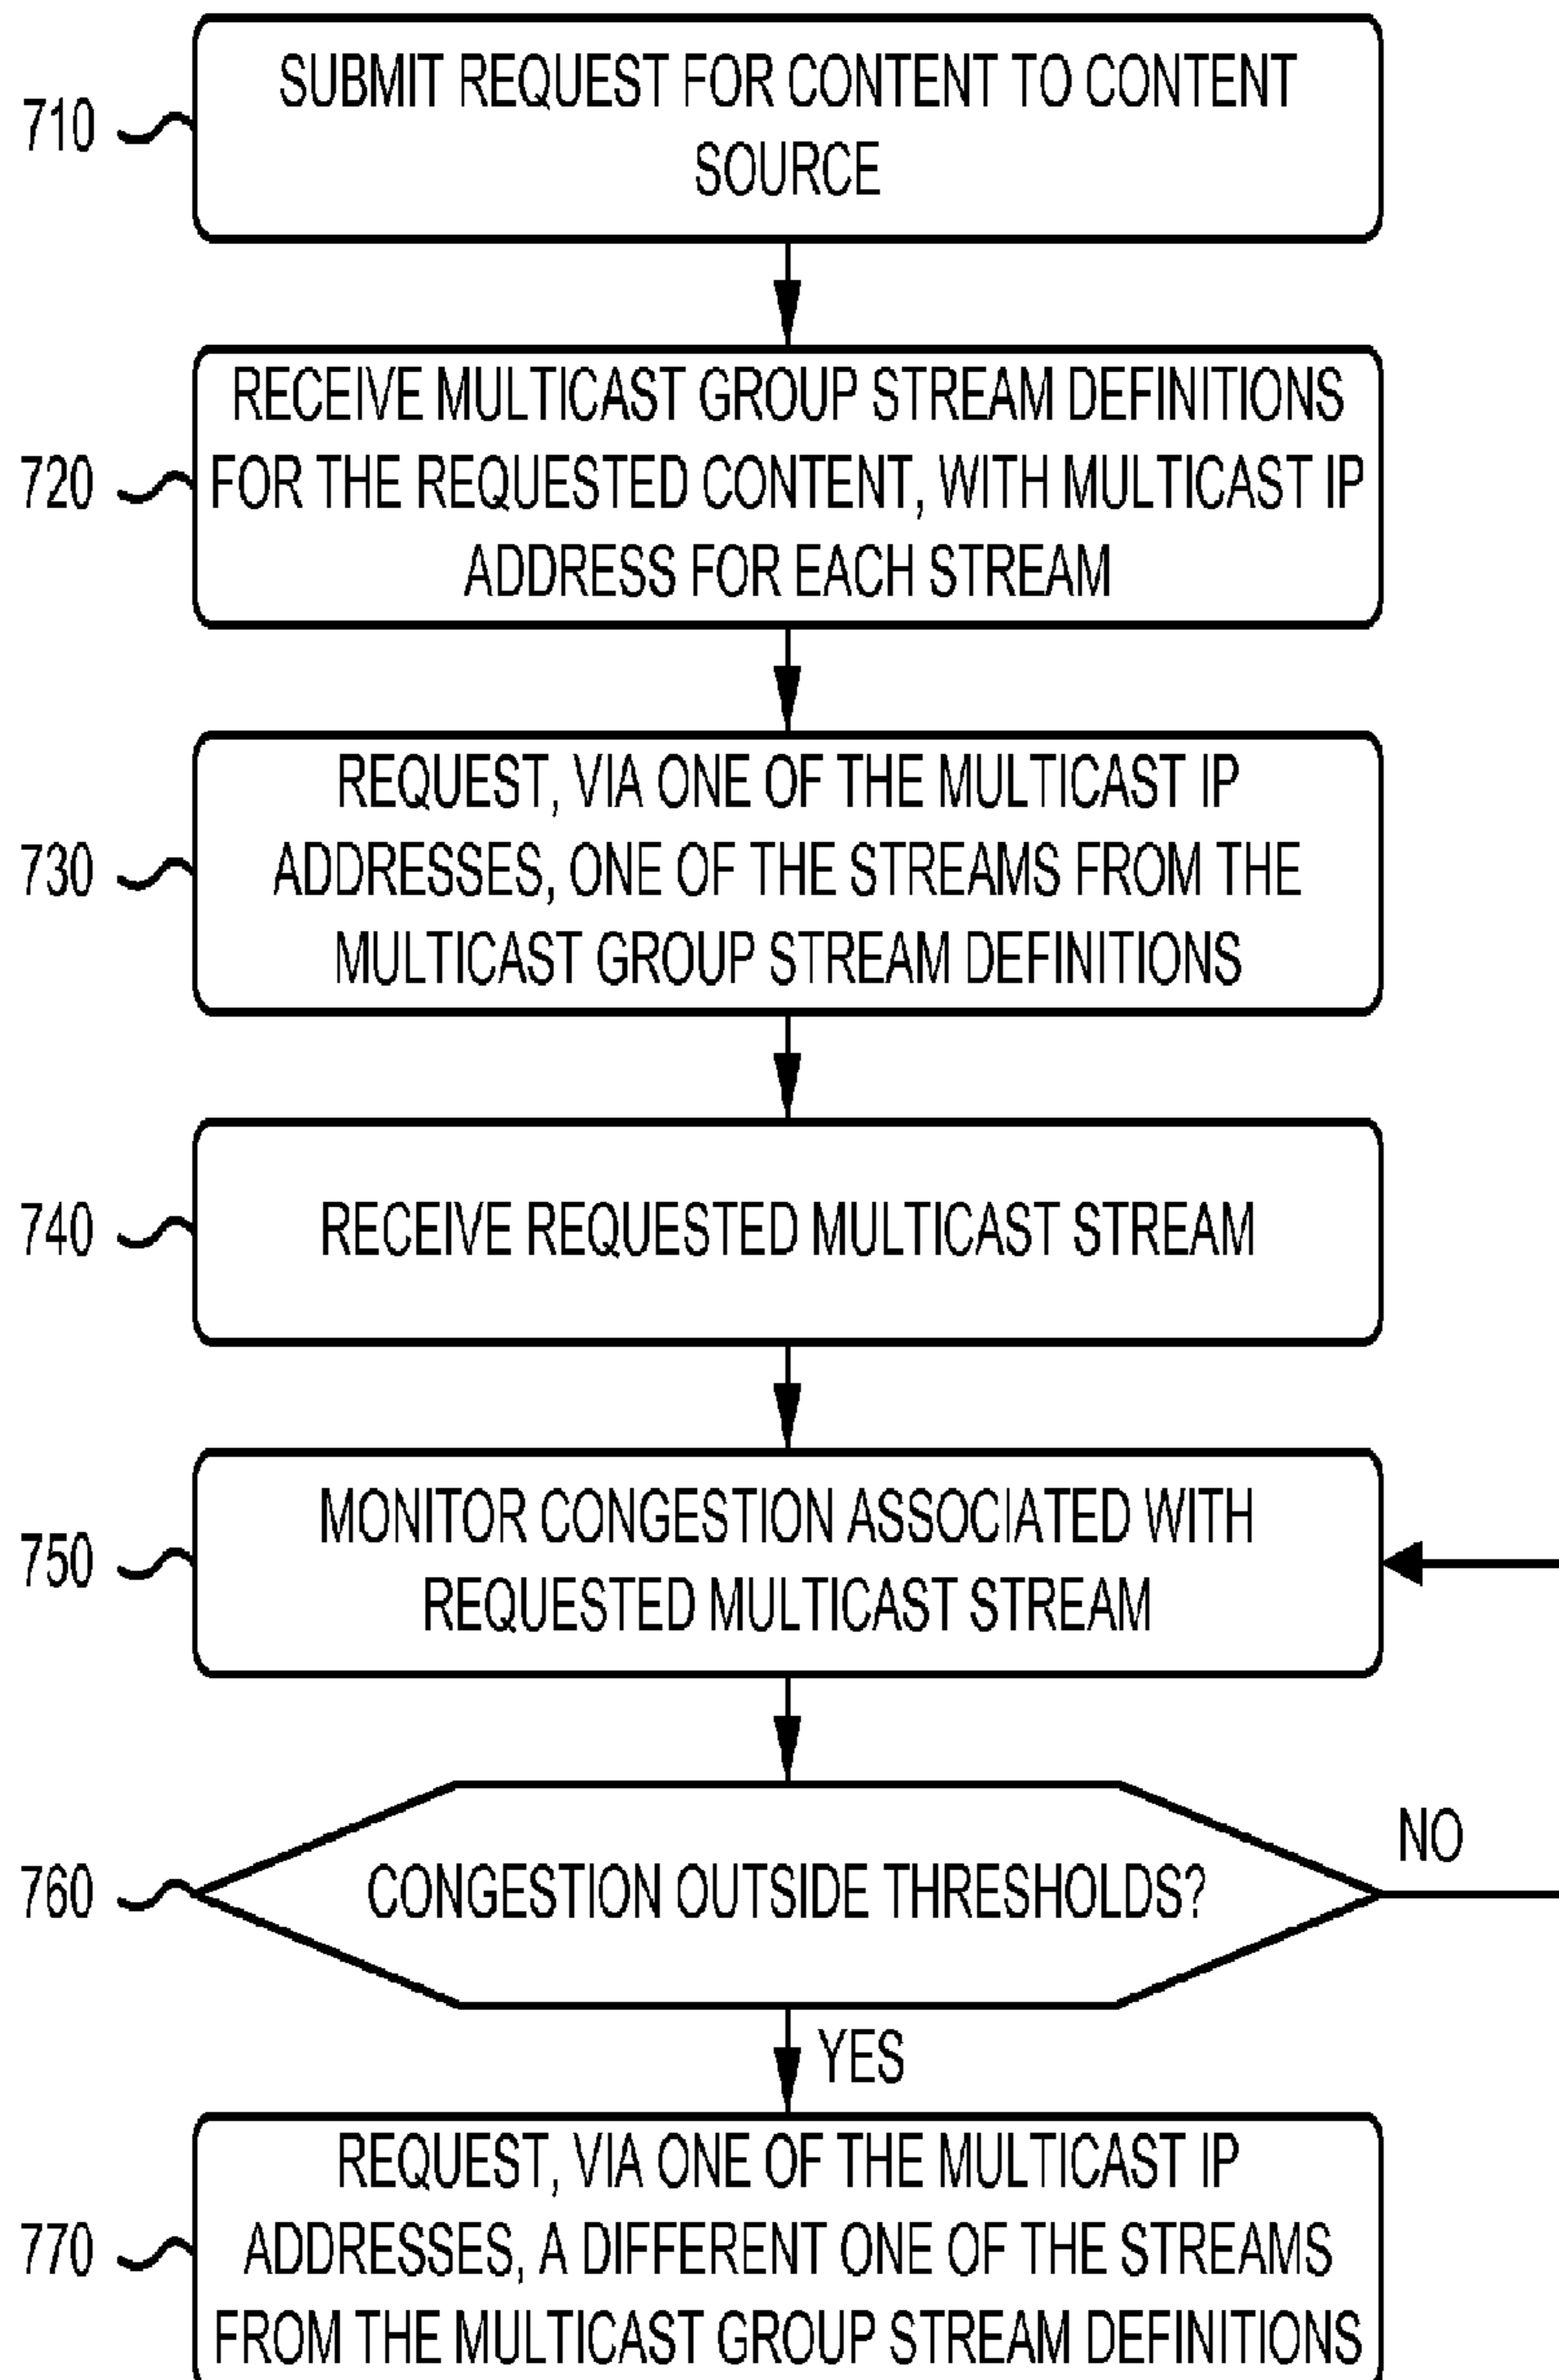 710
SUBMIT REQUEST FOR CONTENT TO CONTENT
SOURCE
720
RECEIVE MULTICAST GROUP STREAM DEFINITIONS
FOR THE REQUESTED CONTENT, WITH MULTICAST IP
ADDRESS FOR EACH STREAM
730
REQUEST, VIA ONE OF THE MULTICAST IP
ADDRESSES, ONE OF THE STREAMS FROM THE
MULTICAST GROUP STREAM DEFINITIONS
740
RECEIVE REQUESTED MULTICAST STREAM
750
MONITOR CONGESTION ASSOCIATED WITH
REQUESTED MULTICAST STREAM
760
CONGESTION OUTSIDE THRESHOLDS?
NO
YES
770
REQUEST, VIA ONE OF THE MULTICAST IP
ADDRESSES, A DIFFERENT ONE OF THE STREAMS
FROM THE MULTICAST GROUP STREAM DEFINITIONS